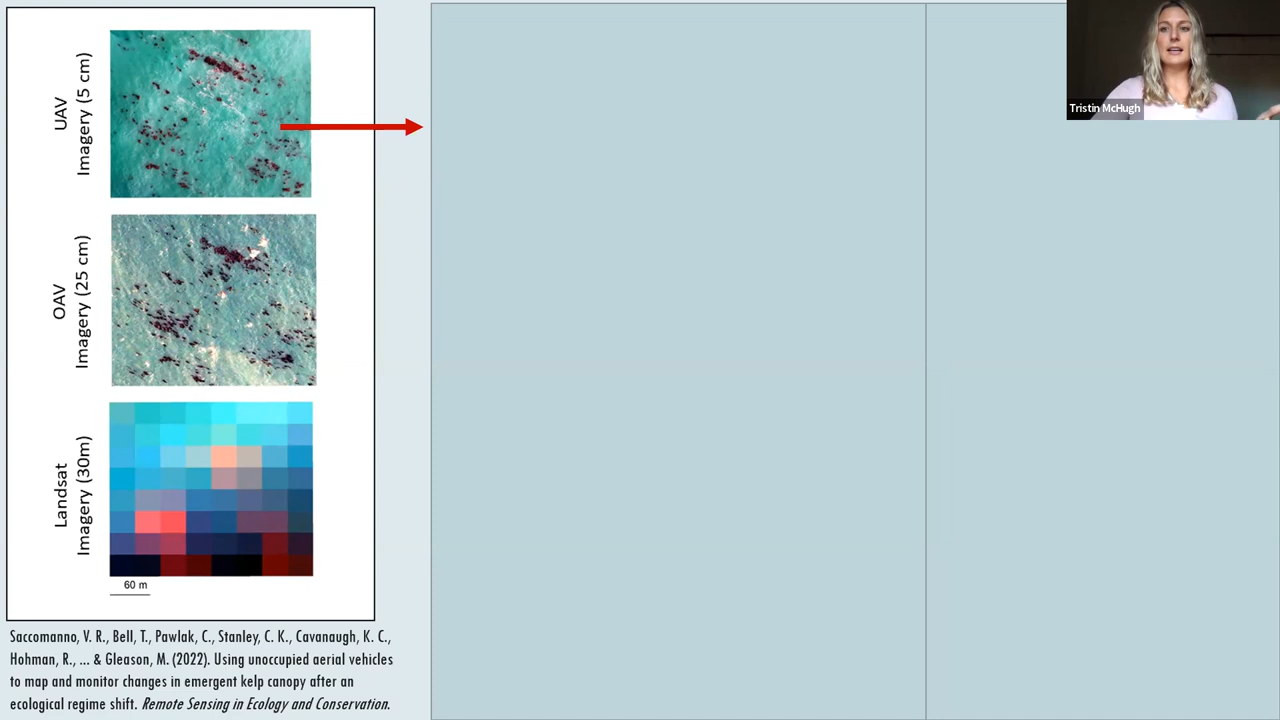 UAV
Imagery (5 cm)
OAV
Imagery (25 cm)
Landsat
Imagery (30m)
60 m
Saccomanno, V. R., Bell, T., Pawlak, C., Stanley, C. K., Cavanaugh, K. C.,
Hohman, R., ... & Gleason, M. (2022). Using unoccupied aerial vehicles
to map and monitor changes in emergent kelp canopy after an
ecological regime shift. Remote Sensing in Ecology and Conservation.
Tristin McHugh